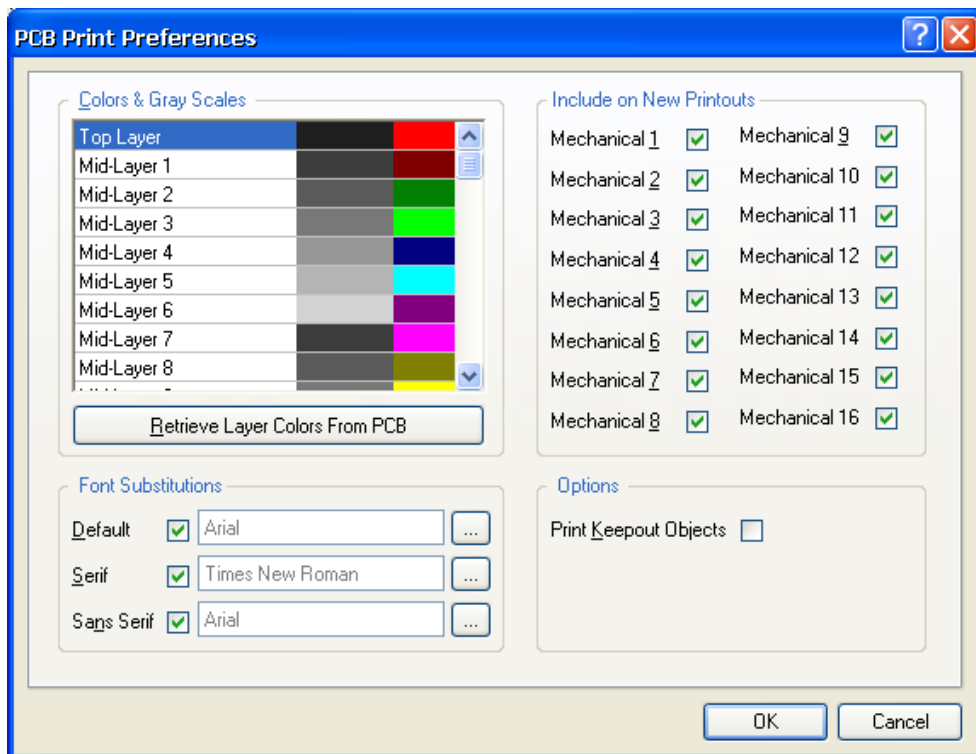 PCB Print Preferences
Colors & Gray Scales
Top Layer
Mid-Layer 1
Mid-Layer 2
Mid-Layer 3
Mid-Layer 4
Mid-Layer 5
Mid-Layer 6
Mid-Layer 7
Mid-Layer 8
Retrieve Layer Colors From PCB
Include on New Printouts
Mechanical 1
Mechanical 2
Mechanical 3
Mechanical 4
Mechanical 5
Mechanical 6
Mechanical 7
Mechanical 8
Mechanical 9
Mechanical 10
Mechanical 11
Mechanical 12
Mechanical 13
Mechanical 14
Mechanical 15
Mechanical 16
Font Substitutions
Default Arial ...
Serif Times New Roman ...
Sans Serif Arial ...
Options
Print Keepout Objects
OK Cancel